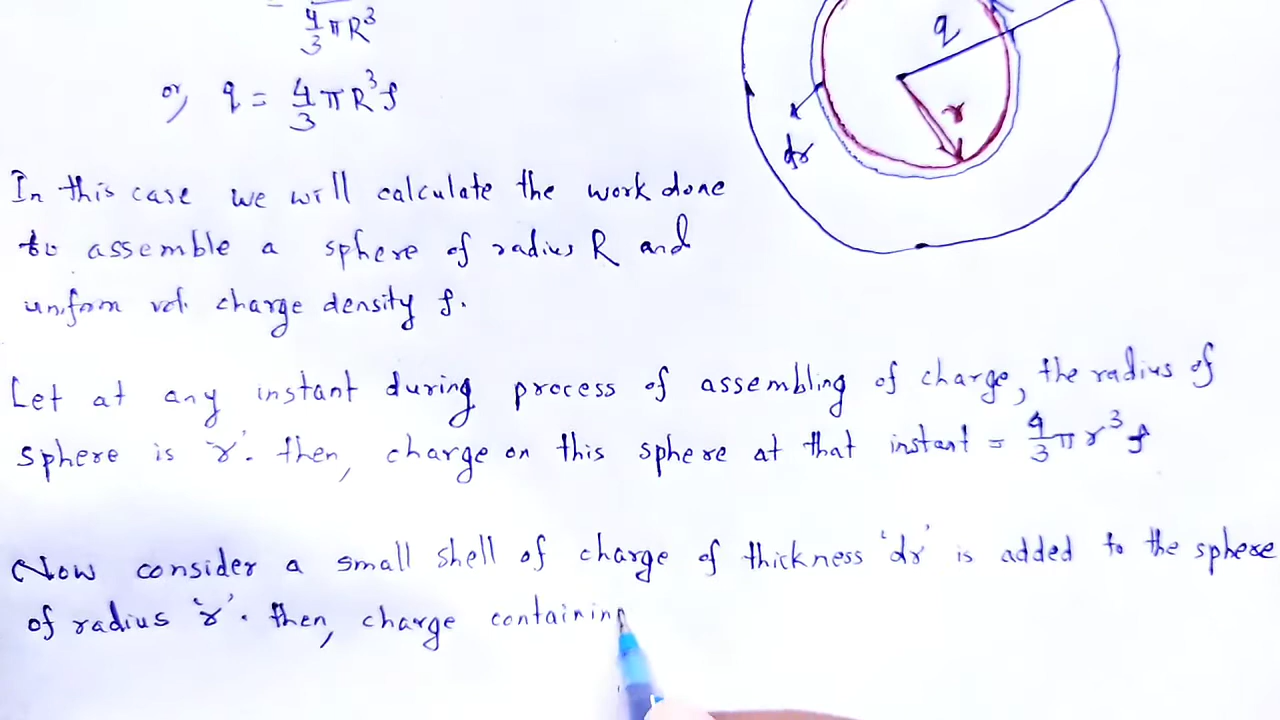 = 4/3 πR³
or, q = 4/3 πR³ρ
q
r
dr
In this case we will calculate the work done
to assemble a sphere of radius R and
uniform vol. charge density ρ.
Let at any instant during process of assembling of charge, the radius of
sphere is 'r'. then, charge on this sphere at that instant = 4/3 πr³ρ
Now consider a small shell of charge of thickness 'dr' is added to the sphere
of radius 'r'. then, charge containing